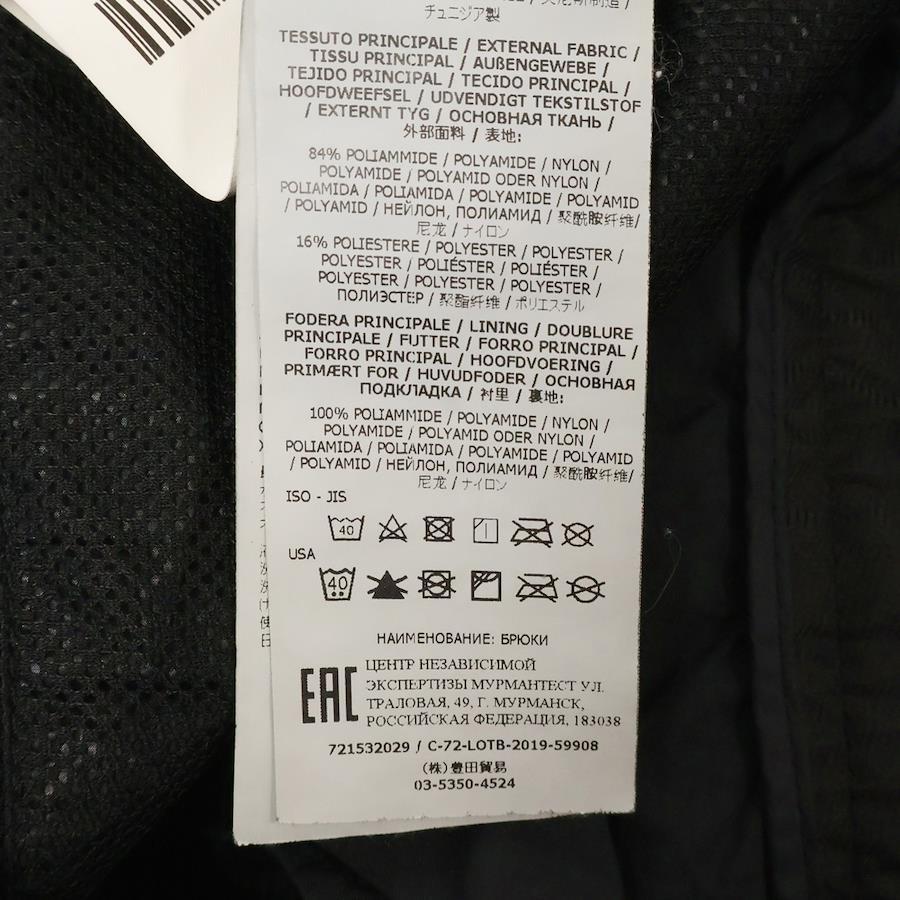 チュニジア製
TESSUTO PRINCIPALE / EXTERNAL FABRIC /
TISSU PRINCIPAL / AUßENGEWEBE /
TEJIDO PRINCIPAL / TECIDO PRINCIPAL /
HOOFDWEEFSEL / UDVENDIGT TEKSTILSTOF
/ EXTERNT TYG / ОСНОВНАЯ ТКАНЬ /
外部面料 / 表地:
84% POLIAMMIDE / POLYAMIDE / NYLON /
POLYAMIDE / POLYAMID ODER NYLON /
POLIAMIDA / POLIAMIDA / POLYAMIDE / POLYAMID
/ POLYAMID / НЕЙЛОН, ПОЛИАМИД / 聚酰胺纤维/
尼龙 / ナイロン
16% POLIESTERE / POLYESTER / POLYESTER /
POLYESTER / POLIÉSTER / POLIÉSTER /
POLYESTER / POLYESTER / POLYESTER /
ПОЛИЭСТЕР / 聚酯纤维 / ポリエステル
FODERA PRINCIPALE / LINING / DOUBLURE
PRINCIPALE / FUTTER / FORRO PRINCIPAL /
FORRO PRINCIPAL / HOOFDVOERING /
PRIMÆRT FOR / HUVUDFODER / ОСНОВНАЯ
ПОДКЛАДКА / 衬里 / 裏地:
100% POLIAMMIDE / POLYAMIDE / NYLON /
POLYAMIDE / POLYAMID ODER NYLON /
POLIAMIDA / POLIAMIDA / POLYAMIDE / POLYAMID
/ POLYAMID / НЕЙЛОН, ПОЛИАМИД / 聚酰胺纤维/
尼龙 / ナイロン
ISO - JIS
40
USA
40
НАИМЕНОВАНИЕ: БРЮКИ
EAC
ЦЕНТР НЕЗАВИСИМОЙ
ЭКСПЕРТИЗЫ МУРМАНТЕСТ УЛ.
ТРАЛОВАЯ, 49, Г. МУРМАНСК,
РОССИЙСКАЯ ФЕДЕРАЦИЯ, 183038
721532029 / C-72-LOTB-2019-59908
(株)豊田貿易
03-5350-4524